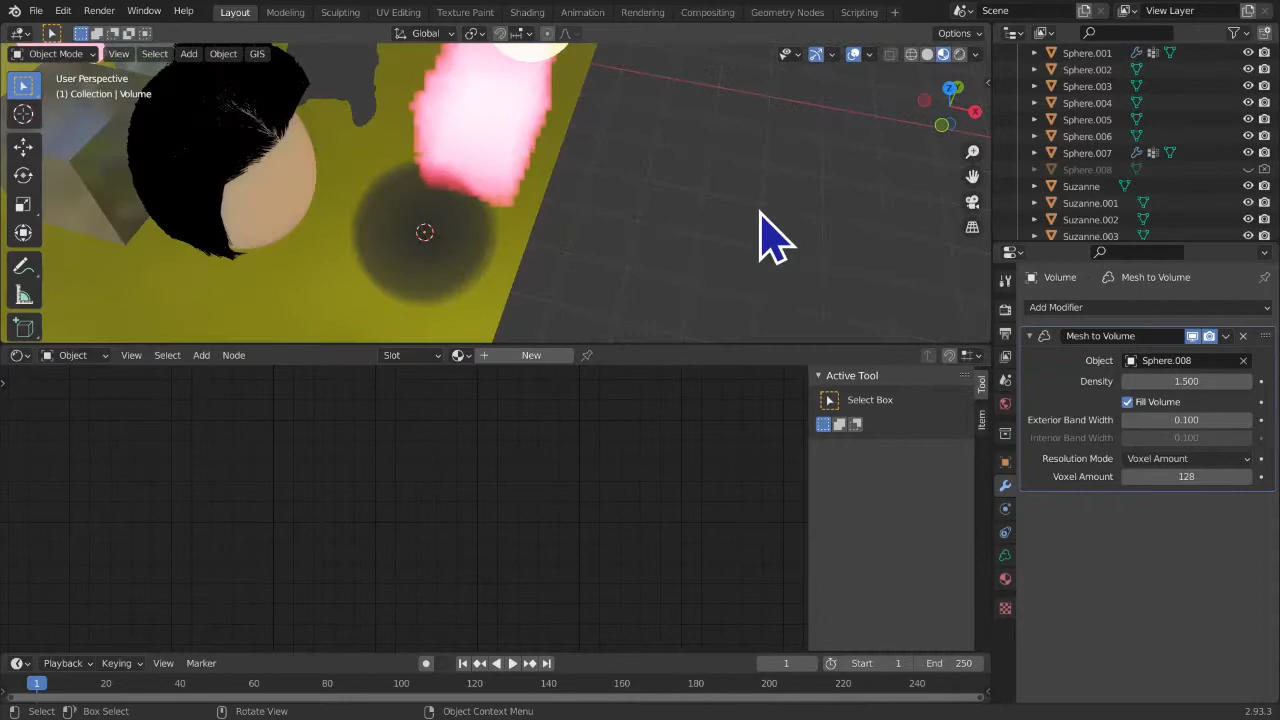 File Edit Render Window Help Layout Modeling Sculpting UV Editing Texture Paint Shading Animation Rendering Compositing Geometry Nodes Scripting + Scene View Layer
Global Options
Object Mode View Select Add Object GIS
User Perspective
(1) Collection | Volume
Z Y X
Sphere.001
Sphere.002
Sphere.003
Sphere.004
Sphere.005
Sphere.006
Sphere.007
Sphere.008
Suzanne
Suzanne.001
Suzanne.002
Suzanne.003
Volume Mesh to Volume
Add Modifier
Mesh to Volume
Object Sphere.008
Density 1.500
Fill Volume
Exterior Band Width 0.100
Interior Band Width 0.100
Resolution Mode Voxel Amount
Voxel Amount 128
Object View Select Add Node Slot New
Active Tool
Select Box
Tool
Item
Playback Keying View Marker 1 Start 1 End 250
1 20 40 60 80 100 120 140 160 180 200 220 240
Select Box Select Rotate View Object Context Menu 2.93.3